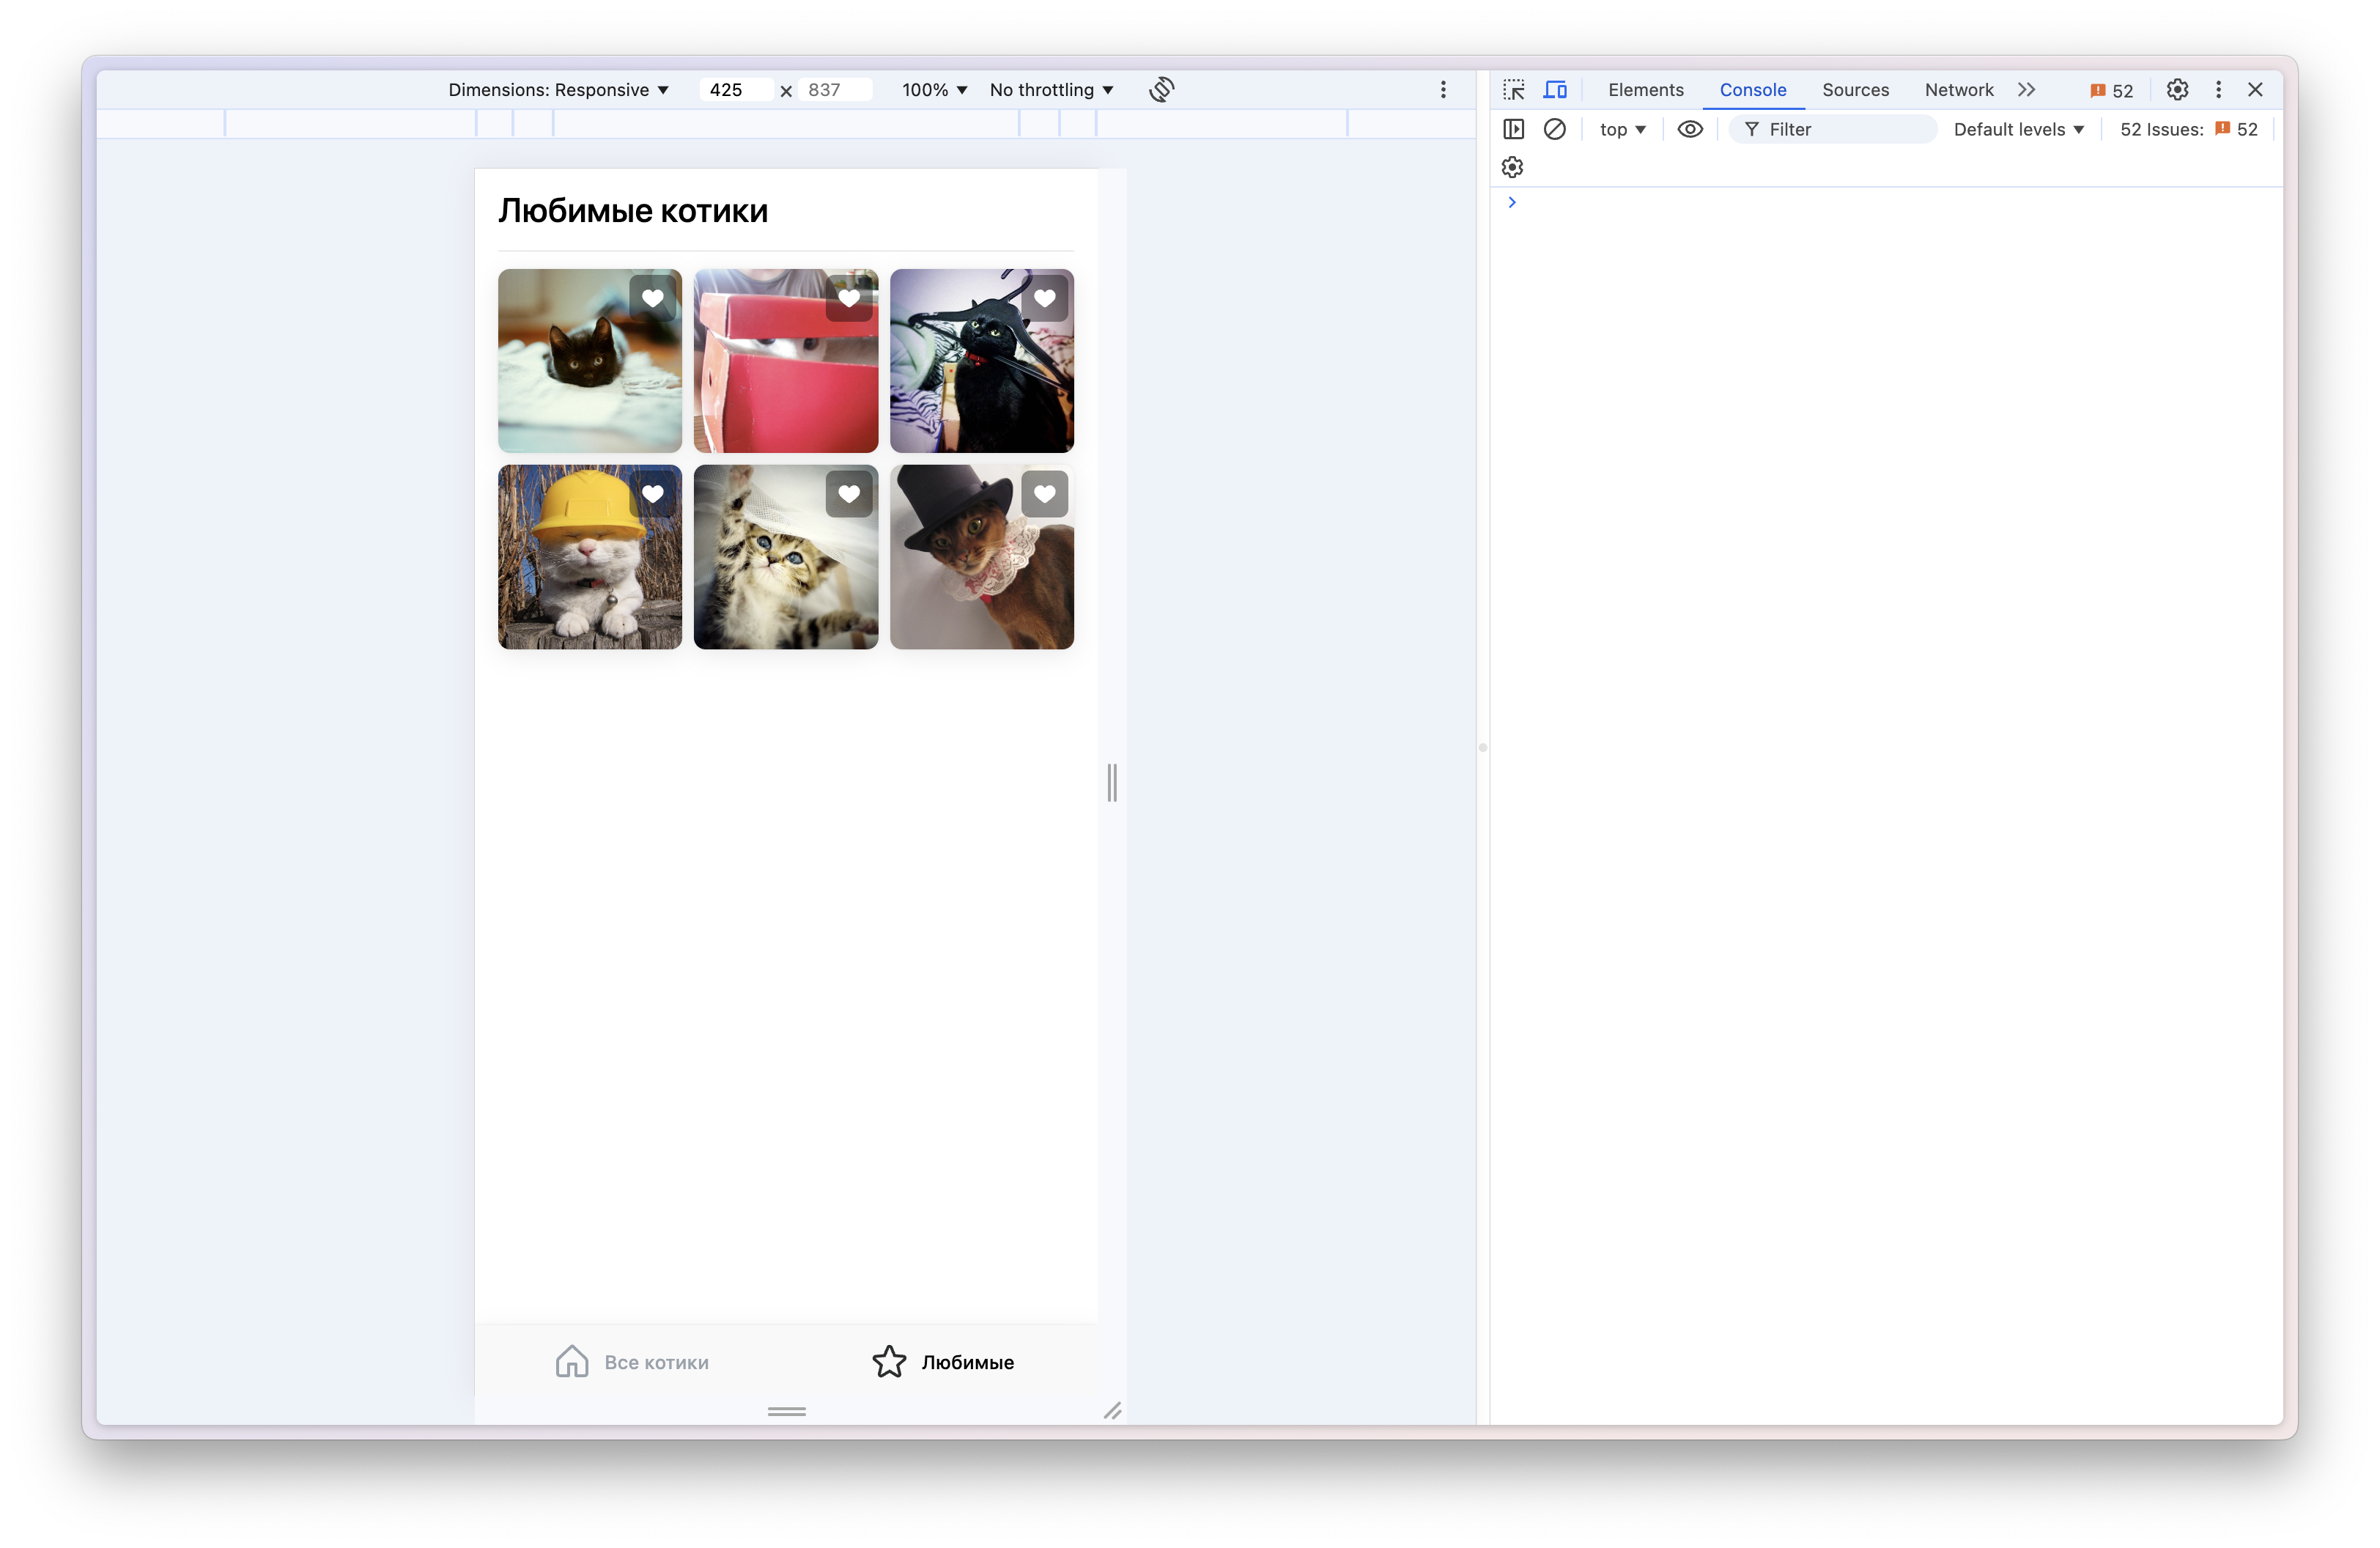 Dimensions: Responsive 425 × 837 100% No throttling
Elements Console Sources Network 52
top Filter Default levels 52 Issues: 52
Любимые котики
Все котики Любимые